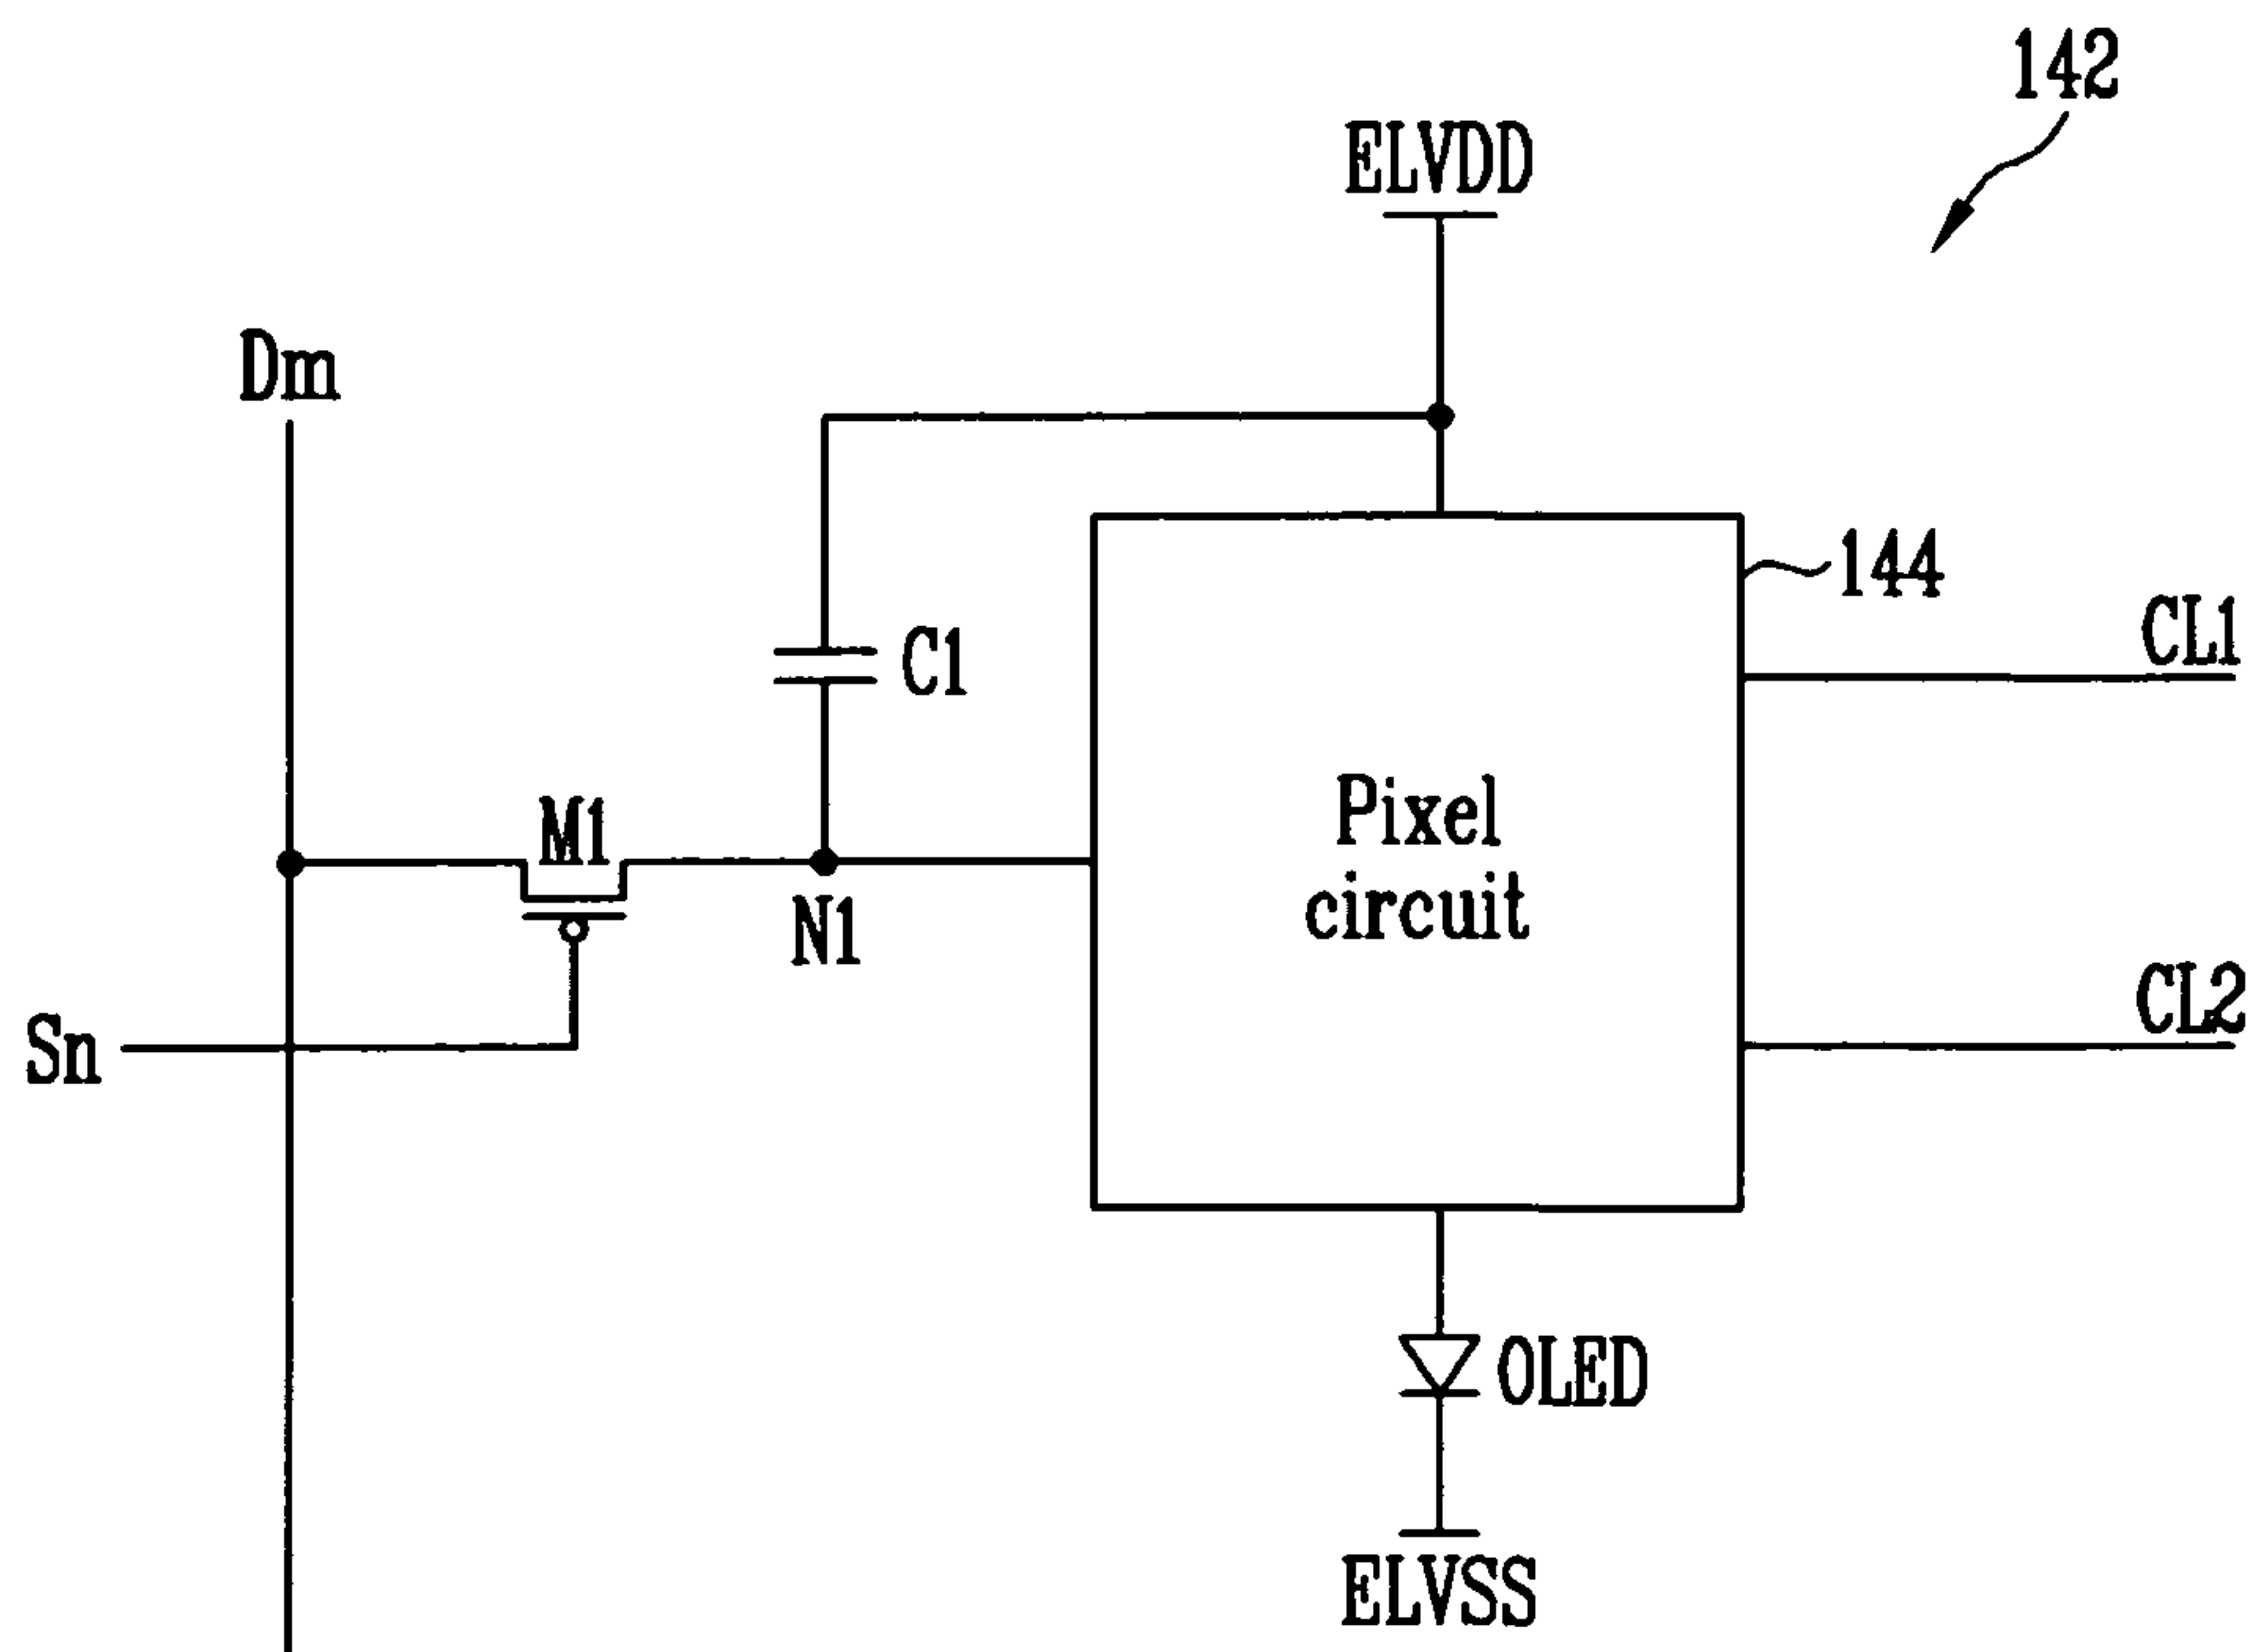 142
ELVDD
Dm
144
CL1
C1
M1
Pixel
circuit
N1
CL2
Sn
OLED
ELVSS